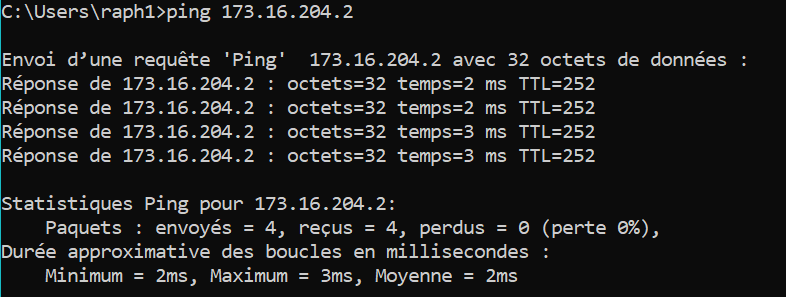 C:\Users\raph1>ping 173.16.204.2
Envoi d’une requête 'Ping'  173.16.204.2 avec 32 octets de données :
Réponse de 173.16.204.2 : octets=32 temps=2 ms TTL=252
Réponse de 173.16.204.2 : octets=32 temps=2 ms TTL=252
Réponse de 173.16.204.2 : octets=32 temps=3 ms TTL=252
Réponse de 173.16.204.2 : octets=32 temps=3 ms TTL=252
Statistiques Ping pour 173.16.204.2:
    Paquets : envoyés = 4, reçus = 4, perdus = 0 (perte 0%),
Durée approximative des boucles en millisecondes :
    Minimum = 2ms, Maximum = 3ms, Moyenne = 2ms